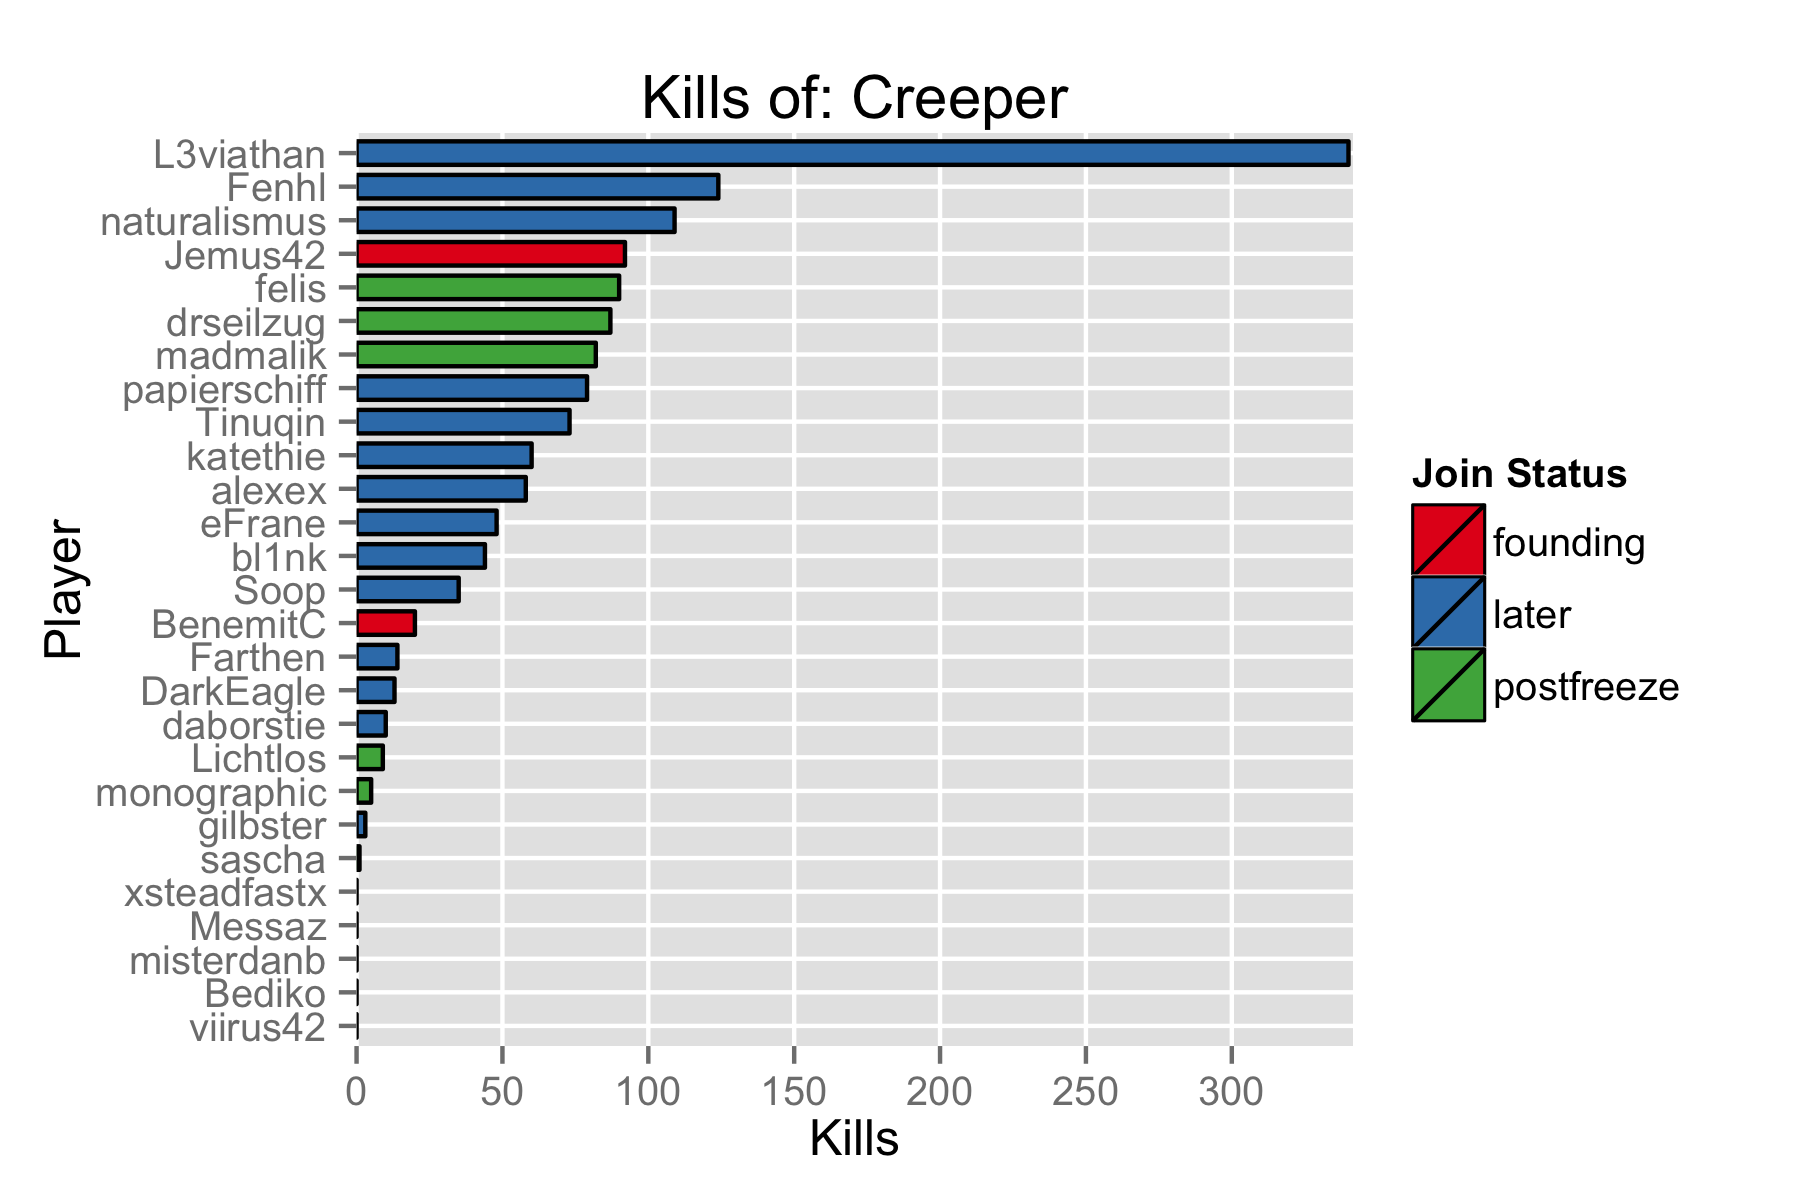 Kills of: Creeper
L3viathan
Fenhl
naturalismus
Jemus42
felis
drseilzug
madmalik
papierschiff
Tinuqin
katethie
alexex
eFrane
bl1nk
Soop
BenemitC
Farthen
DarkEagle
daborstie
Lichtlos
monographic
gilbster
sascha
xsteadfastx
Messaz
misterdanb
Bediko
viirus42
Player
0 50 100 150 200 250 300
Kills
Join Status
founding
later
postfreeze